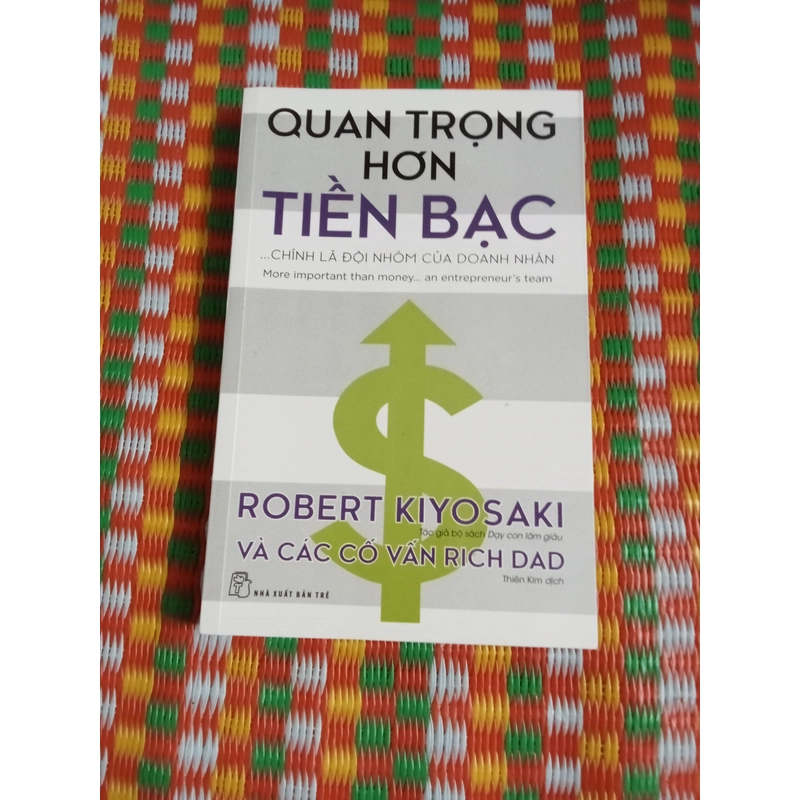 QUAN TRỌNG
HƠN
TIỀN BẠC
...CHÍNH LÀ ĐỘI NHÓM CỦA DOANH NHÂN
More important than money... an entrepreneur's team
ROBERT KIYOSAKI
Tác giả bộ sách Dạy con làm giàu
VÀ CÁC CỐ VẤN RICH DAD
Thiên Kim dịch
NHÀ XUẤT BẢN TRẺ